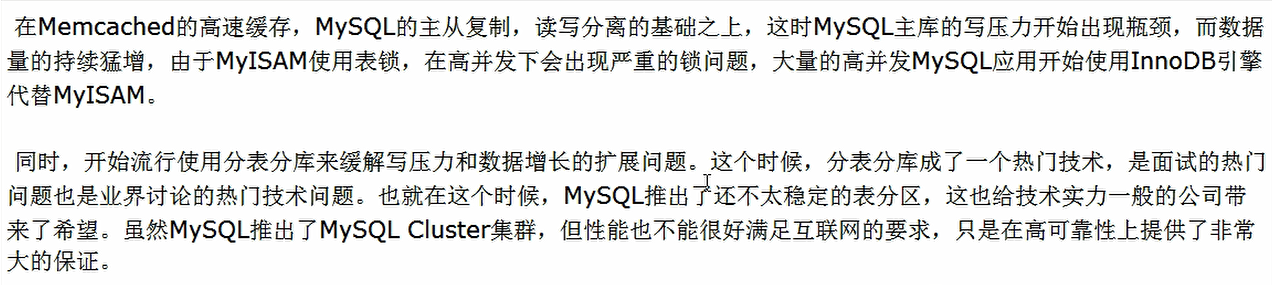 在Memcached的高速缓存，MySQL的主从复制，读写分离的基础之上，这时MySQL主库的写压力开始出现瓶颈，而数据
量的持续猛增，由于MyISAM使用表锁，在高并发下会出现严重的锁问题，大量的高并发MySQL应用开始使用InnoDB引擎
代替MyISAM。
同时，开始流行使用分表分库来缓解写压力和数据增长的扩展问题。这个时候，分表分库成了一个热门技术，是面试的热门
问题也是业界讨论的热门技术问题。也就在这个时候，MySQL推出了还不太稳定的表分区，这也给技术实力一般的公司带
来了希望。虽然MySQL推出了MySQL Cluster集群，但性能也不能很好满足互联网的要求，只是在高可靠性上提供了非常
大的保证。